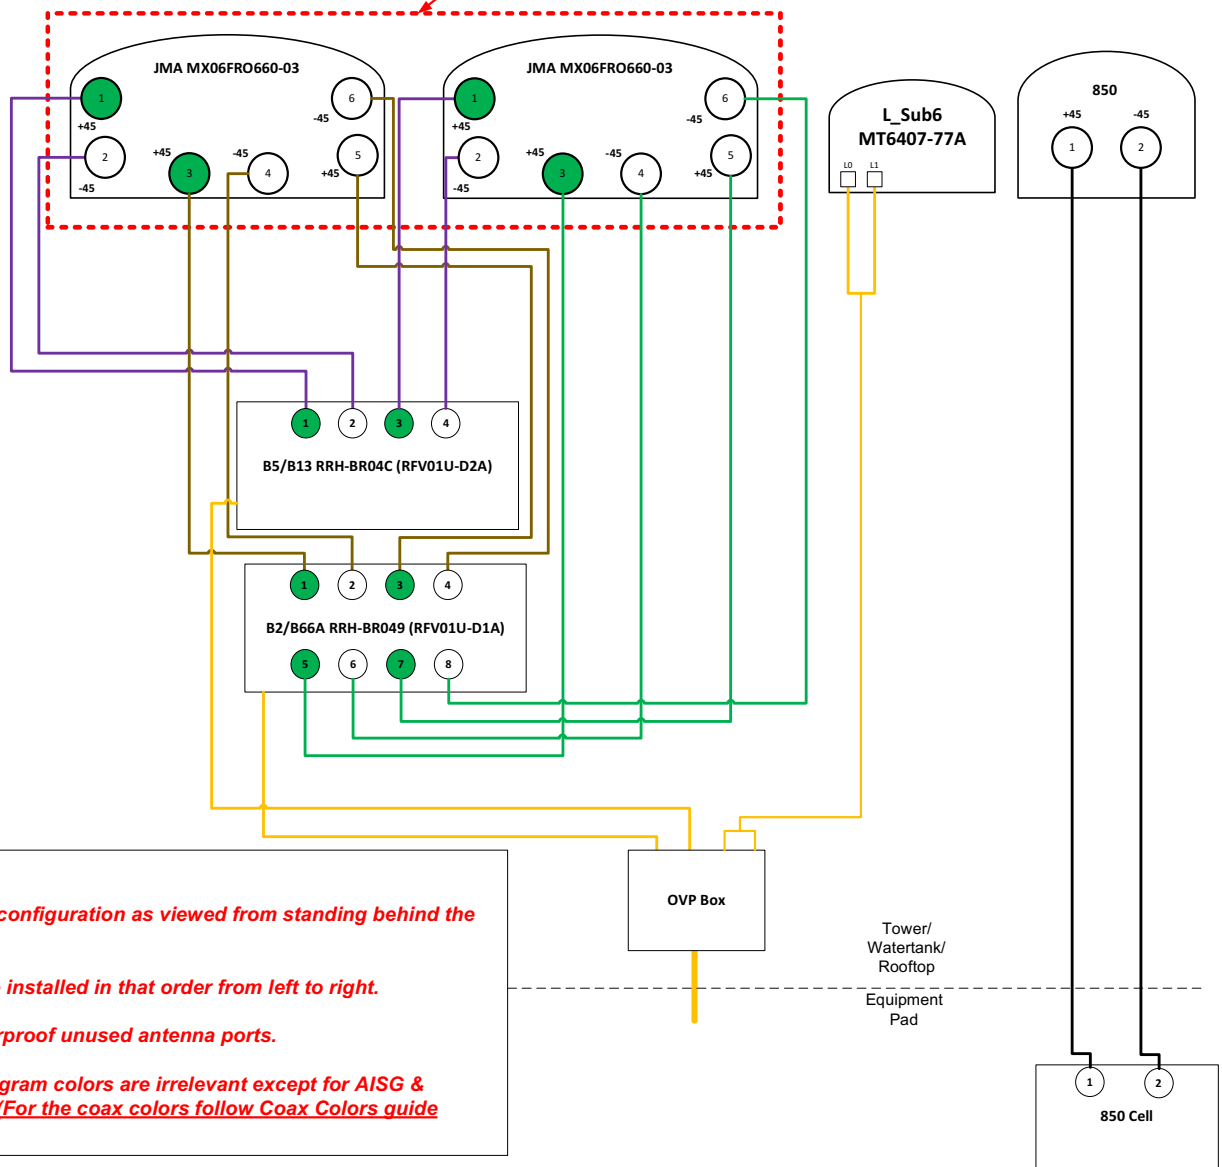 JMA MX06FRO660-03
1
+45
2
-45
+45
3
-45
4
6
-45
5
+45
JMA MX06FRO660-03
1
+45
2
-45
+45
3
-45
4
6
-45
5
+45
L_Sub6
MT6407-77A
L0 L1
850
+45 -45
1 2
1 2 3 4
B5/B13 RRH-BR04C (RFV01U-D2A)
1 2 3 4
B2/B66A RRH-BR049 (RFV01U-D1A)
5 6 7 8
OVP Box
Tower/
Watertank/
Rooftop
Equipment
Pad
1 2
850 Cell
configuration as viewed from standing behind the
installed in that order from left to right.
rproof unused antenna ports.
gram colors are irrelevant except for AISG &
(For the coax colors follow Coax Colors guide